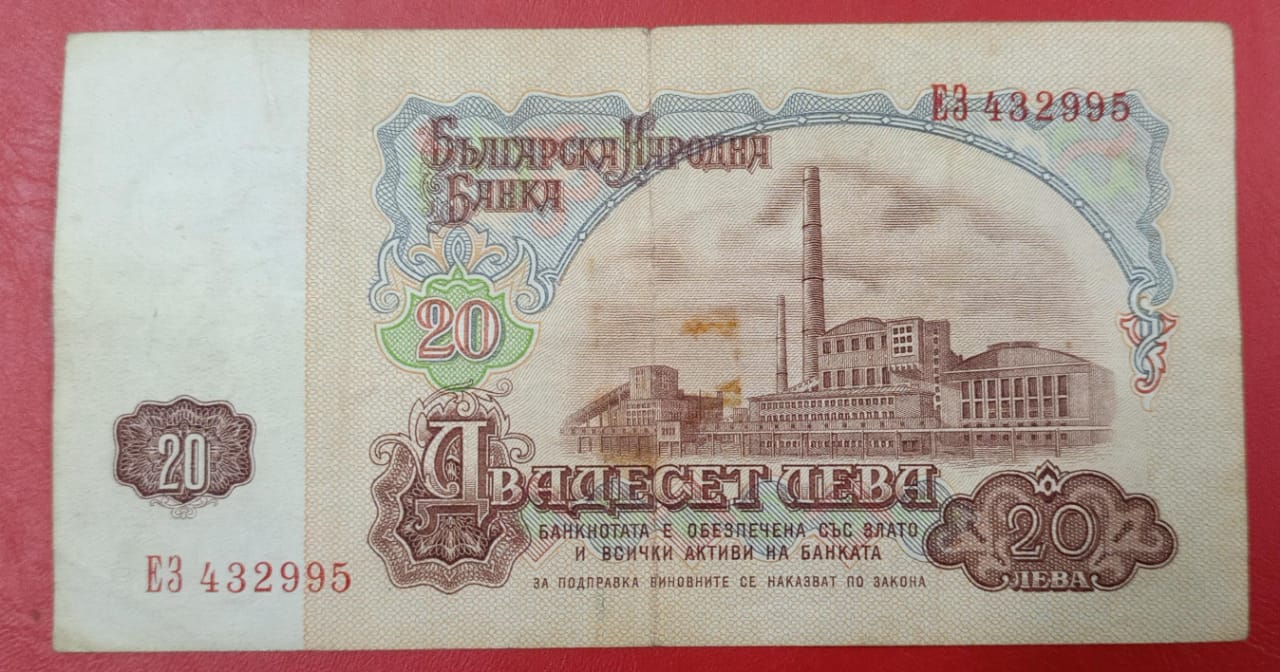 ЕЗ 432995
Българска Народна
Банка
20
20
Двадесет лева
БАНКНОТАТА Е ОБЕЗПЕЧЕНА СЪС ЗЛАТО
И ВСИЧКИ АКТИВИ НА БАНКАТА
ЗА ПОДПРАВКА ВИНОВНИТЕ СЕ НАКАЗВАТ ПО ЗАКОНА
20
ЛЕВА
ЕЗ 432995